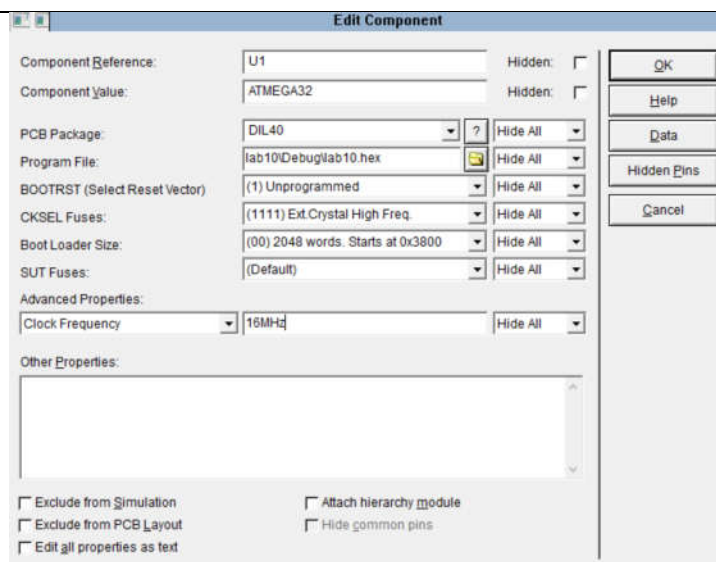 Edit Component
Component Reference: U1 Hidden: OK
Component Value: ATMEGA32 Hidden: Help
PCB Package: DIL40 ? Hide All Data
Program File: lab10\Debug\lab10.hex Hide All Hidden Pins
BOOTRST (Select Reset Vector) (1) Unprogrammed Hide All
CKSEL Fuses: (1111) Ext.Crystal High Freq. Hide All Cancel
Boot Loader Size: (00) 2048 words. Starts at 0x3800 Hide All
SUT Fuses: (Default) Hide All
Advanced Properties:
Clock Frequency 16MHz Hide All
Other Properties:
Exclude from Simulation Attach hierarchy module
Exclude from PCB Layout Hide common pins
Edit all properties as text